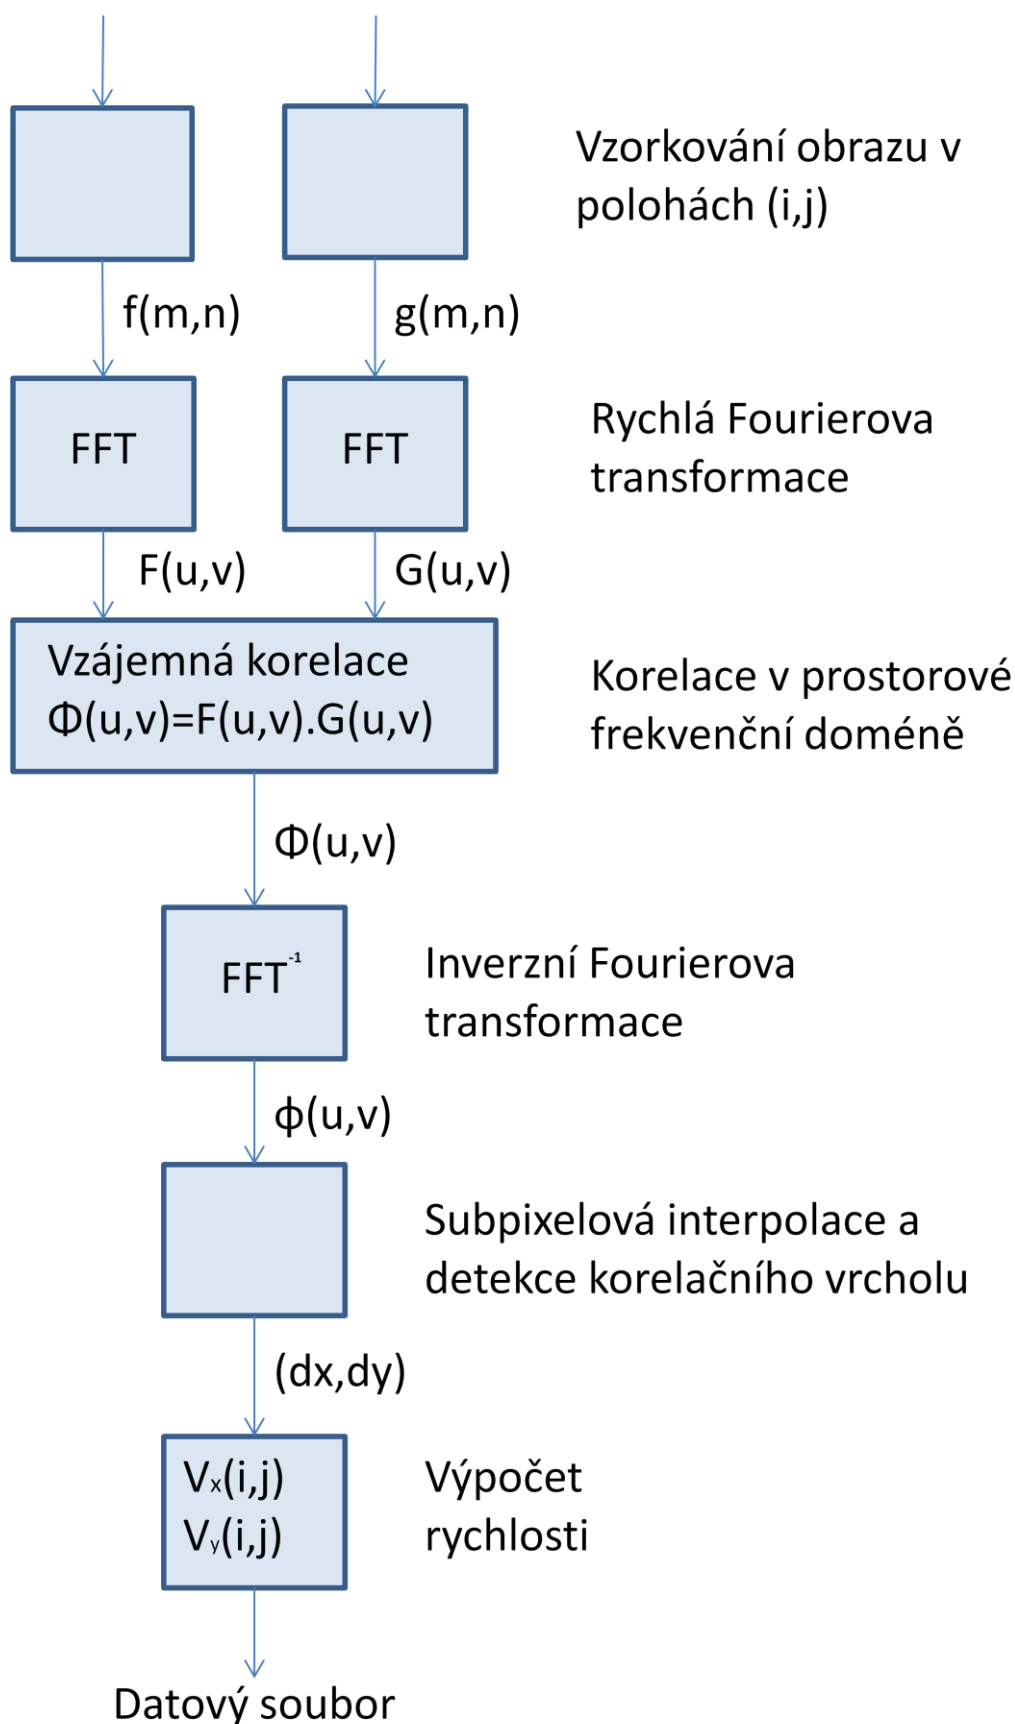 Vzorkování obrazu v
polohách (i,j)
f(m,n)
g(m,n)
FFT
FFT
Rychlá Fourierova
transformace
F(u,v)
G(u,v)
Vzájemná korelace
Φ(u,v)=F(u,v).G(u,v)
Korelace v prostorové
frekvenční doméně
Φ(u,v)
FFT⁻¹
Inverzní Fourierova
transformace
ϕ(u,v)
Subpixelová interpolace a
detekce korelačního vrcholu
(dx,dy)
Vₓ(i,j)
Vᵧ(i,j)
Výpočet
rychlosti
Datový soubor